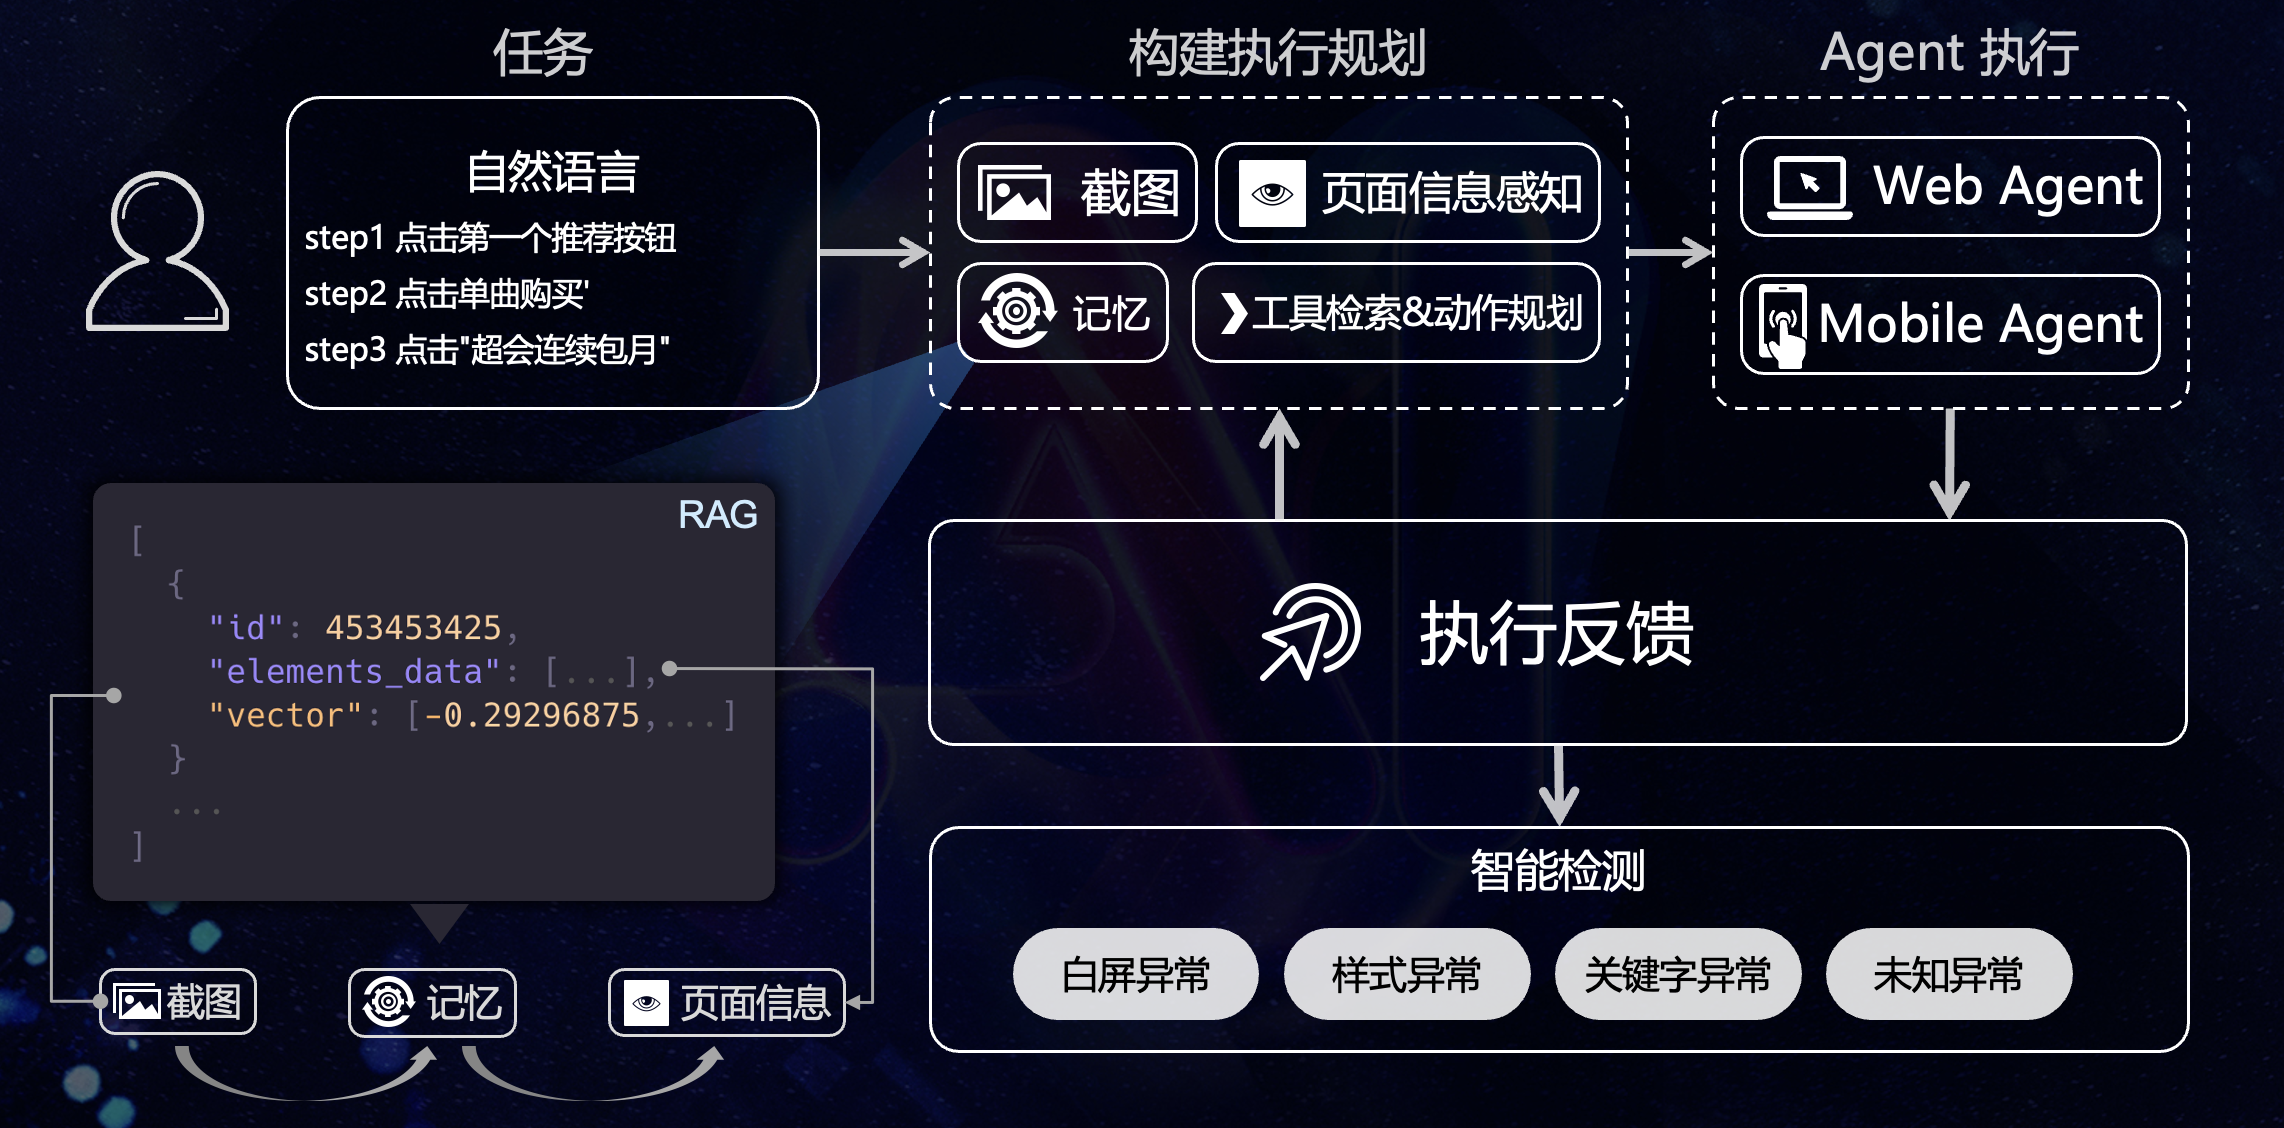 任务
自然语言
step1 点击第一个推荐按钮
step2 点击单曲购买'
step3 点击"超会连续包月"
构建执行规划
截图
页面信息感知
记忆
工具检索&动作规划
Agent 执行
Web Agent
Mobile Agent
RAG
[
{
"id": 453453425,
"elements_data": [...],
"vector": [-0.29296875,...]
}
...
]
截图
记忆
页面信息
执行反馈
智能检测
白屏异常
样式异常
关键字异常
未知异常